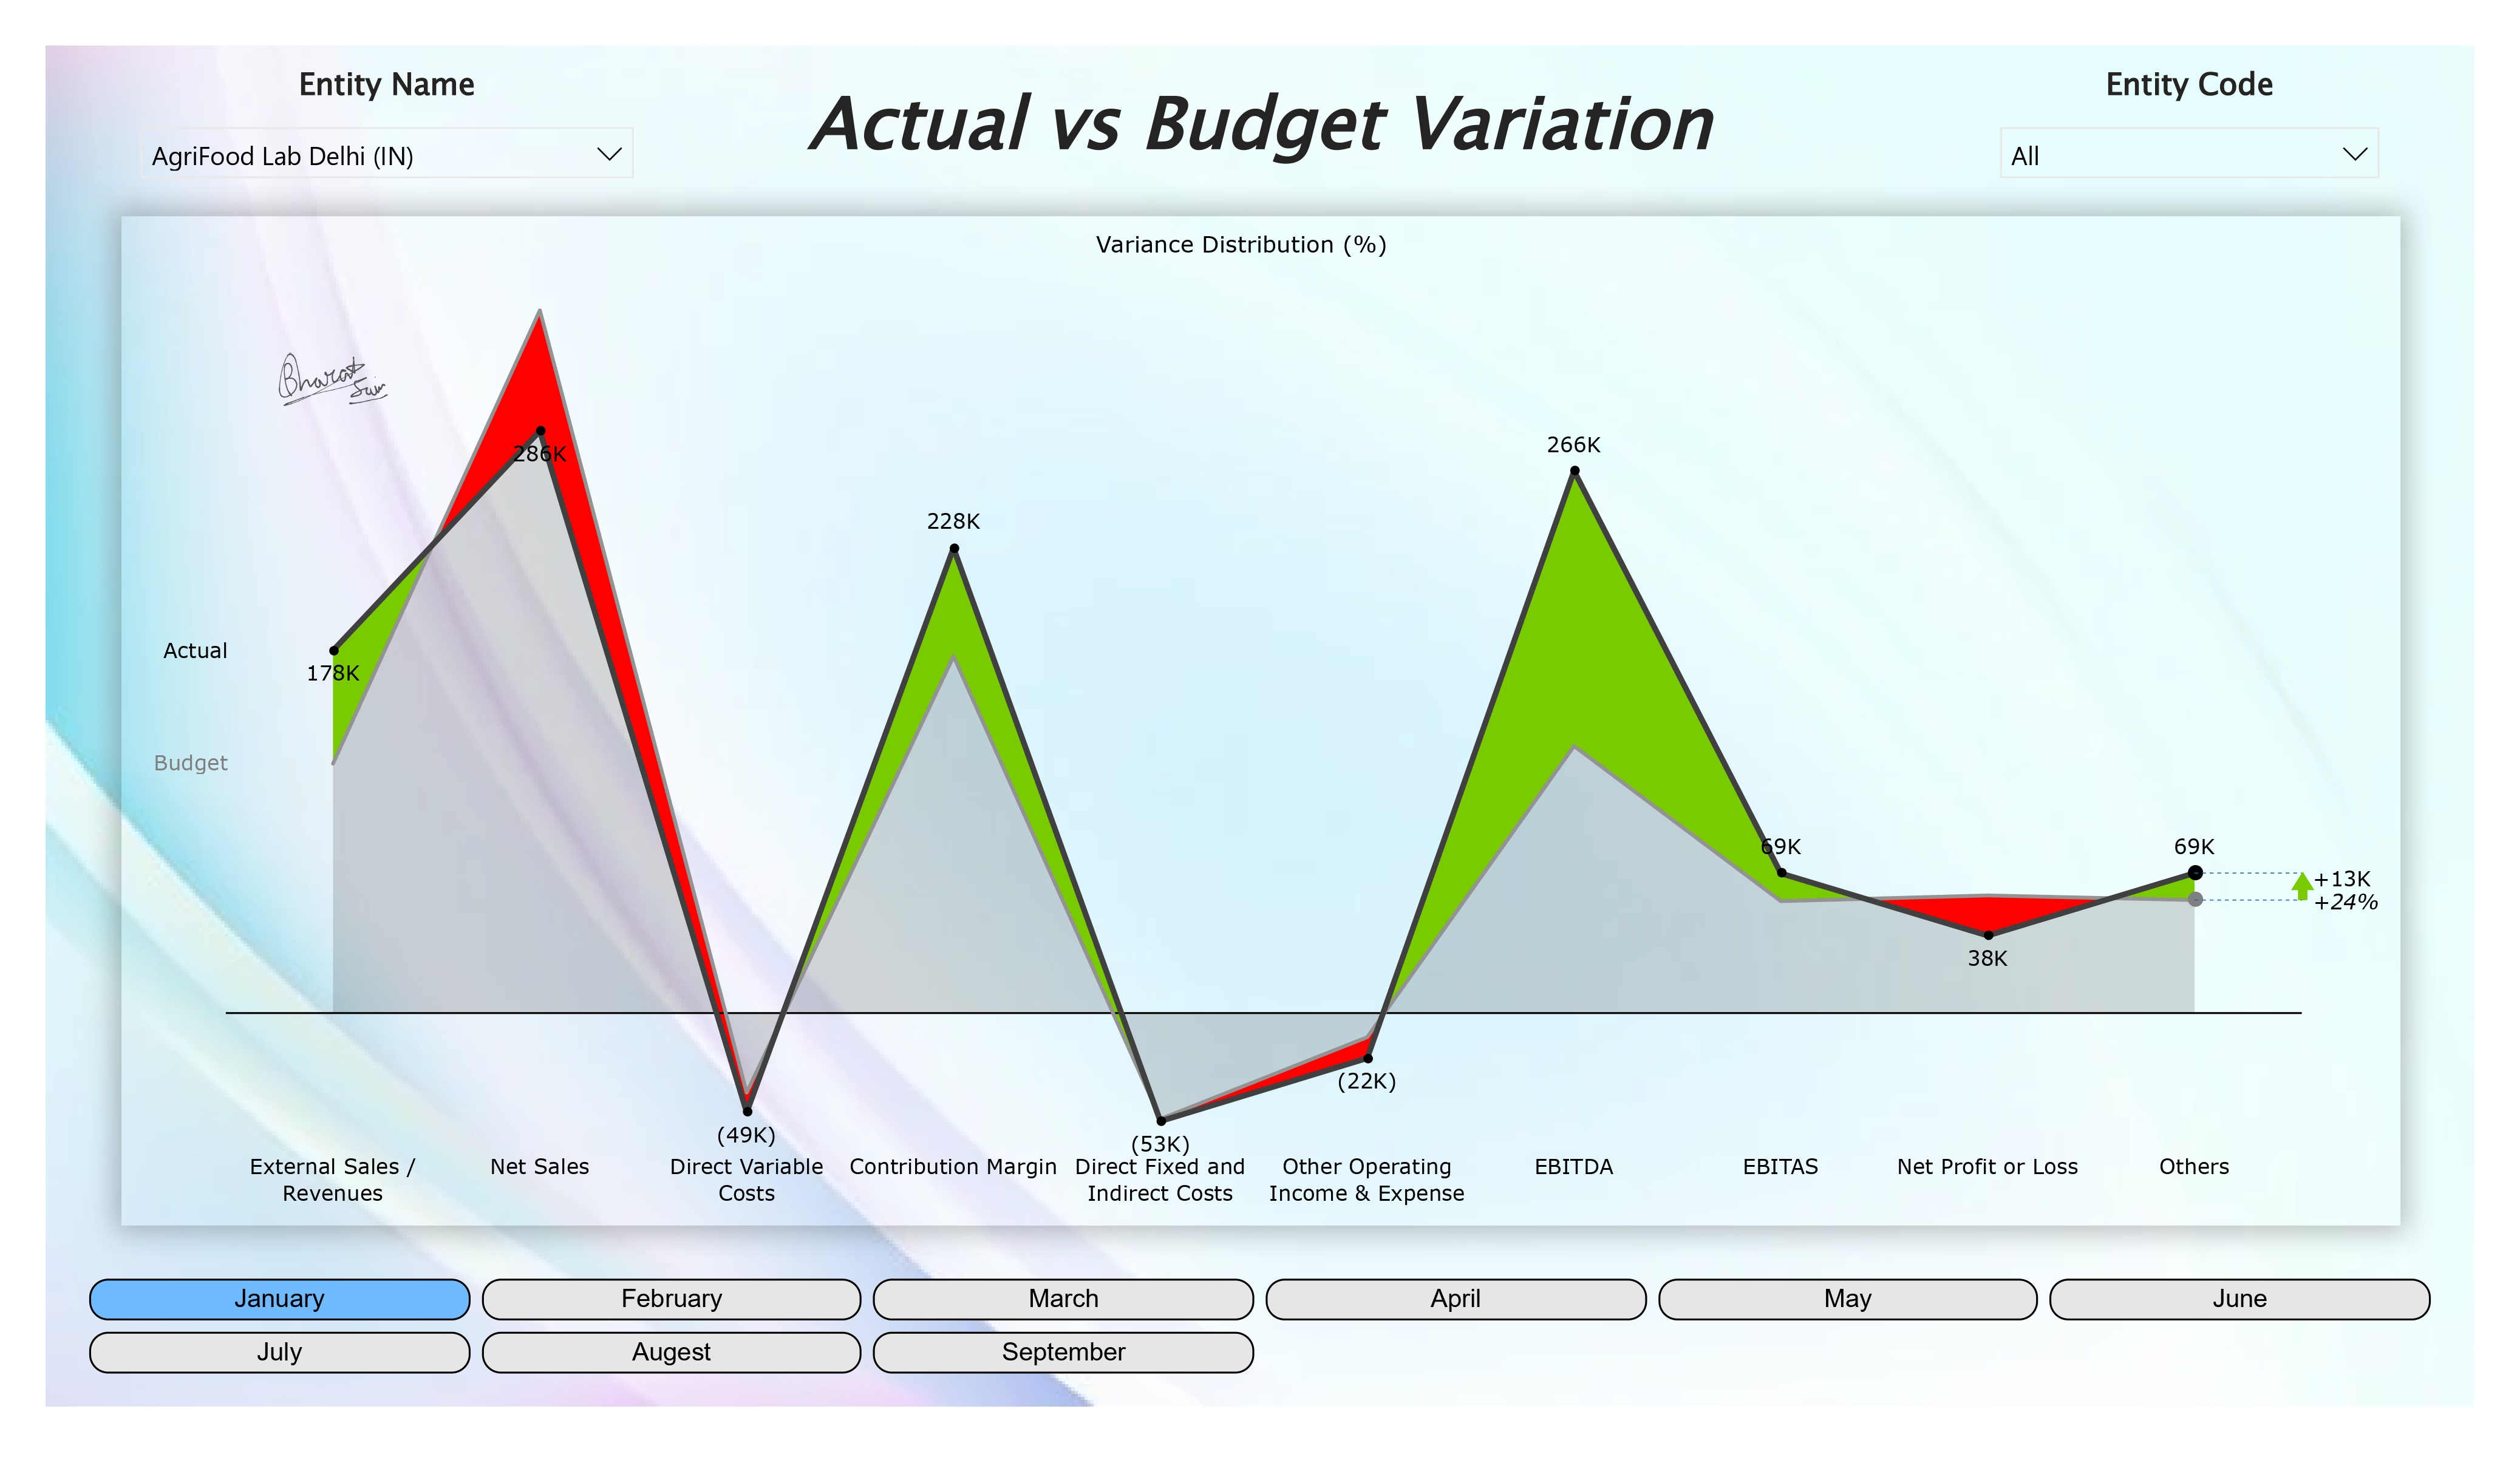 Entity Name
Actual vs Budget Variation
Entity Code
AgriFood Lab Delhi (IN)
All
Variance Distribution (%)
Bharat
286K
266K
228K
Actual
178K
Budget
69K
69K
+13K
+24%
38K
(22K)
(49K)
(53K)
External Sales /
Revenues
Net Sales
Direct Variable
Costs
Contribution Margin
Direct Fixed and
Indirect Costs
Other Operating
Income & Expense
EBITDA
EBITAS
Net Profit or Loss
Others
January
February
March
April
May
June
July
Augest
September